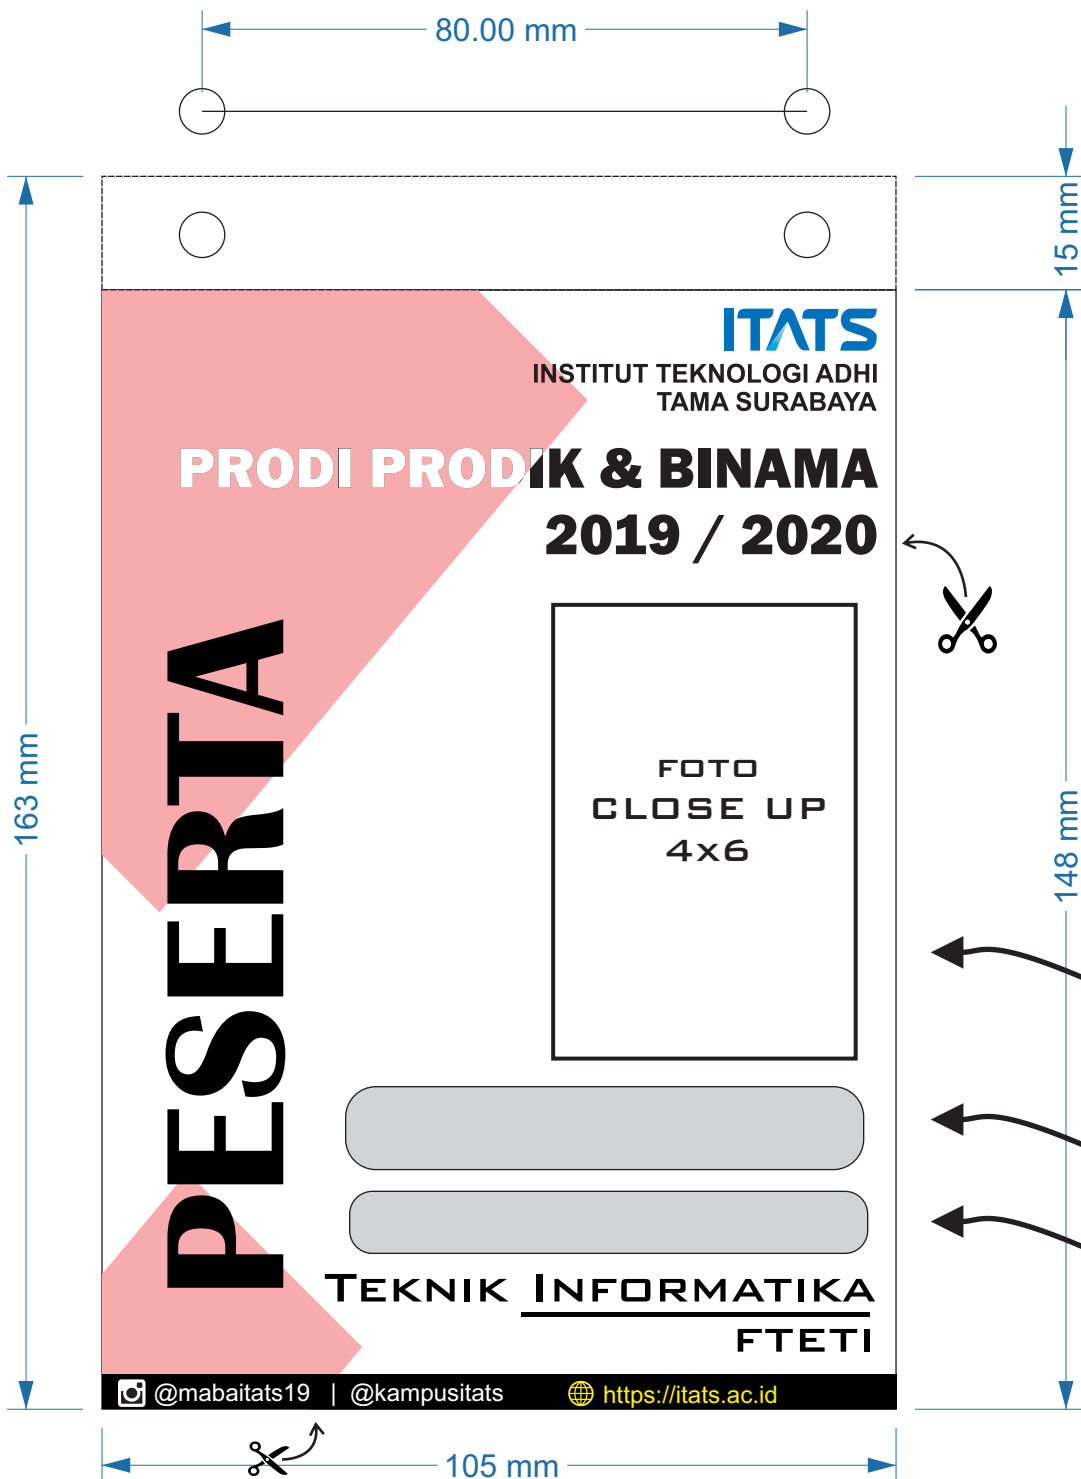 80.00 mm
15 mm
ITATS
INSTITUT TEKNOLOGI ADHI
TAMA SURABAYA
PRODI PRODIK & BINAMA
2019 / 2020
PESERTA
163 mm
148 mm
FOTO
CLOSE UP
4x6
TEKNIK INFORMATIKA
FTETI
@mabaitats19 | @kampusitats https://itats.ac.id
105 mm